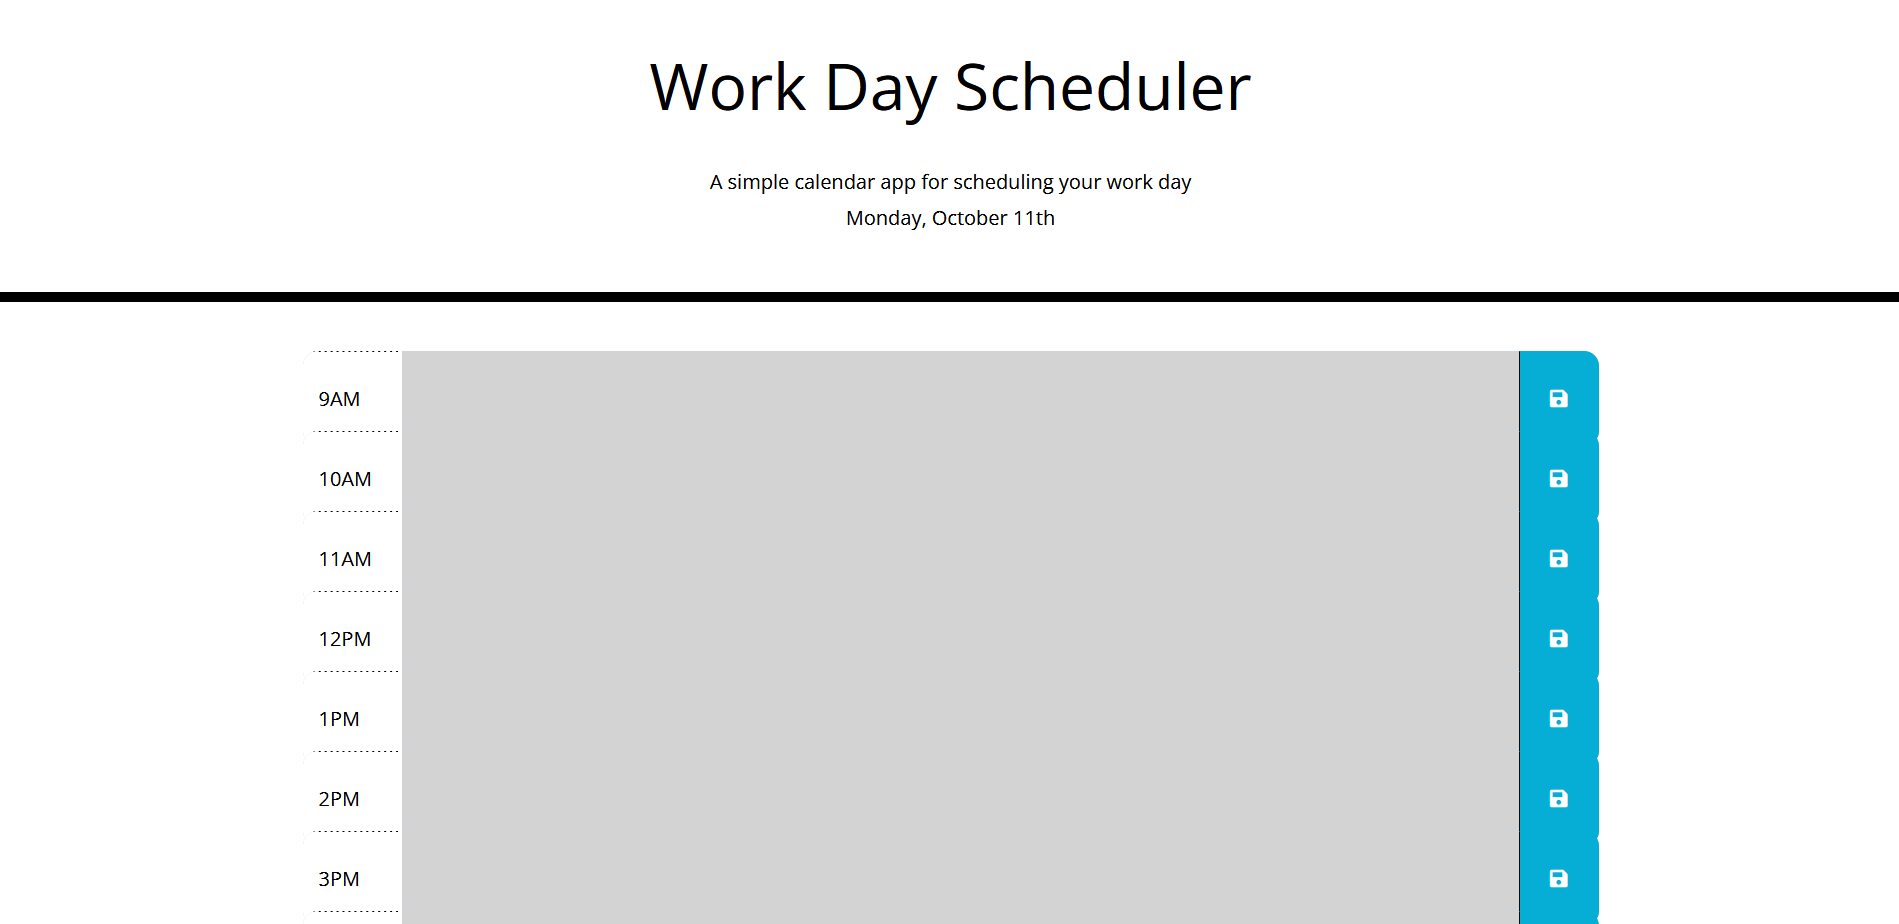 Work Day Scheduler
A simple calendar app for scheduling your work day
Monday, October 11th
9AM
10AM
11AM
12PM
1PM
2PM
3PM